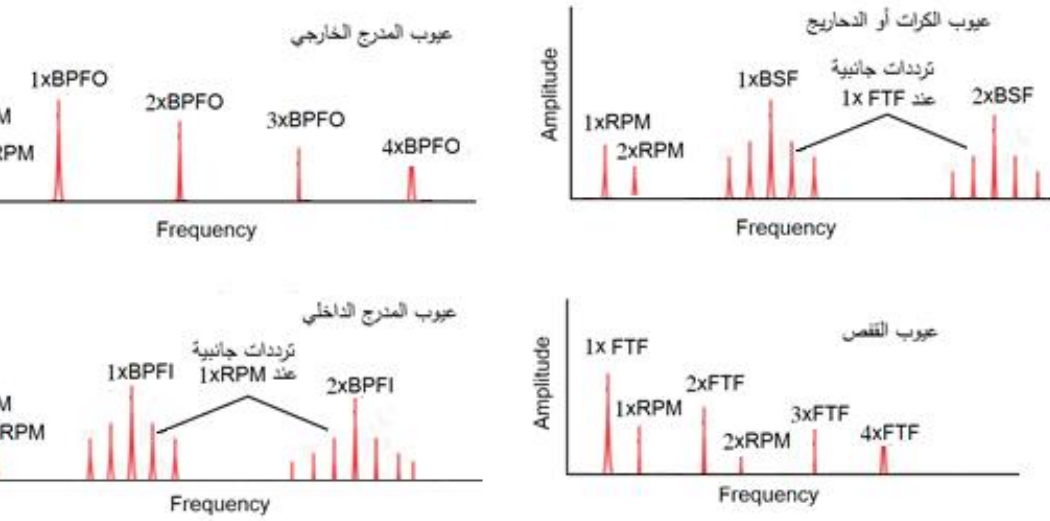 عيوب المدرج الخارجي
1xBPFO
2xBPFO
3xBPFO
4xBPFO
M
RPM
Frequency
عيوب الكرات أو الدحاريج
ترددات جانبية
عند 1x FTF
1xBSF
2xBSF
1xRPM
2xRPM
Amplitude
Frequency
عيوب المدرج الداخلي
ترددات جانبية
عند 1xRPM
1xBPFI
2xBPFI
M
RPM
Frequency
عيوب القفص
1x FTF
2xFTF
1xRPM
3xFTF
2xRPM
4xFTF
Amplitude
Frequency